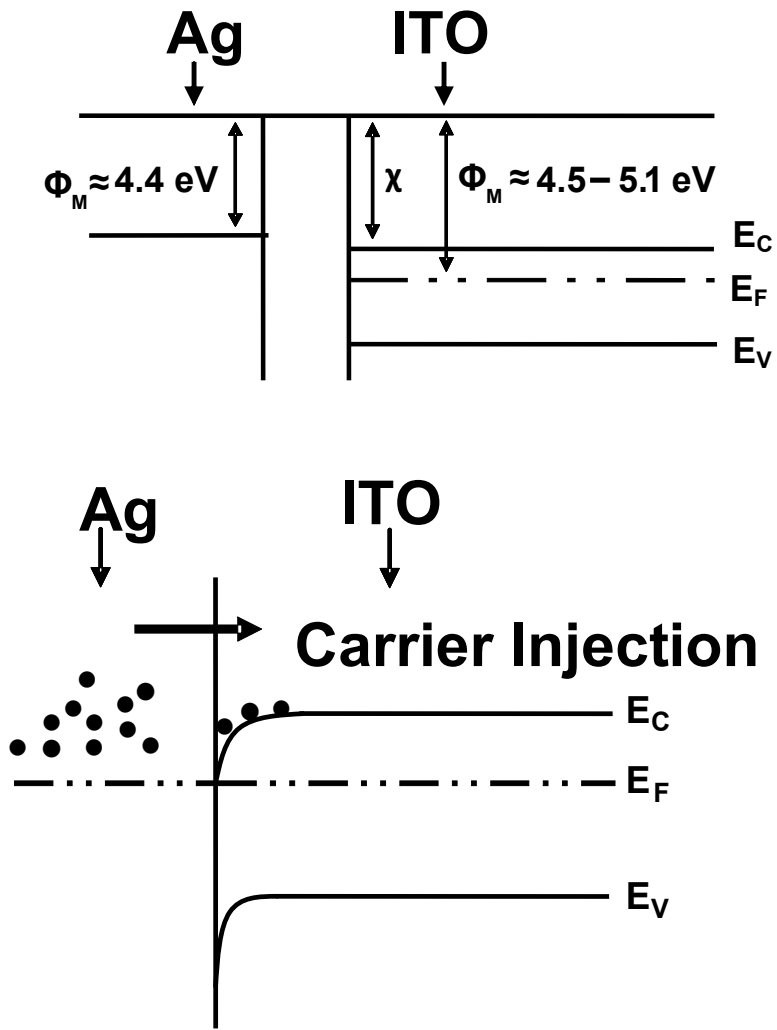 Ag ITO
ΦM ≈ 4.4 eV χ ΦM ≈ 4.5 – 5.1 eV
EC
EF
EV
Ag ITO
Carrier Injection
EC
EF
EV